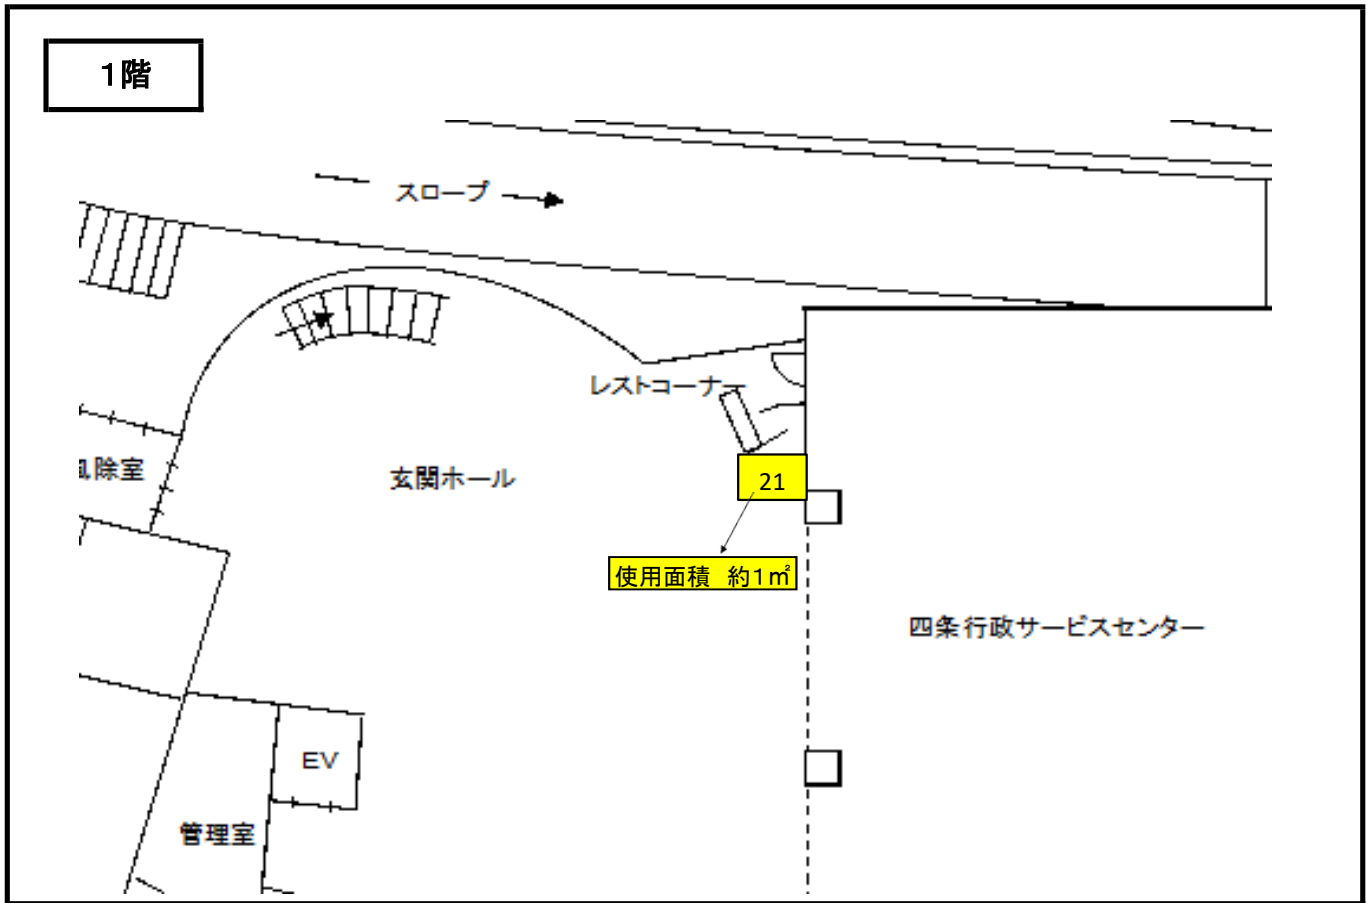 1階
スロープ
レストコーナー
除室
玄関ホール
21
使用面積 約1㎡
四条行政サービスセンター
EV
管理室